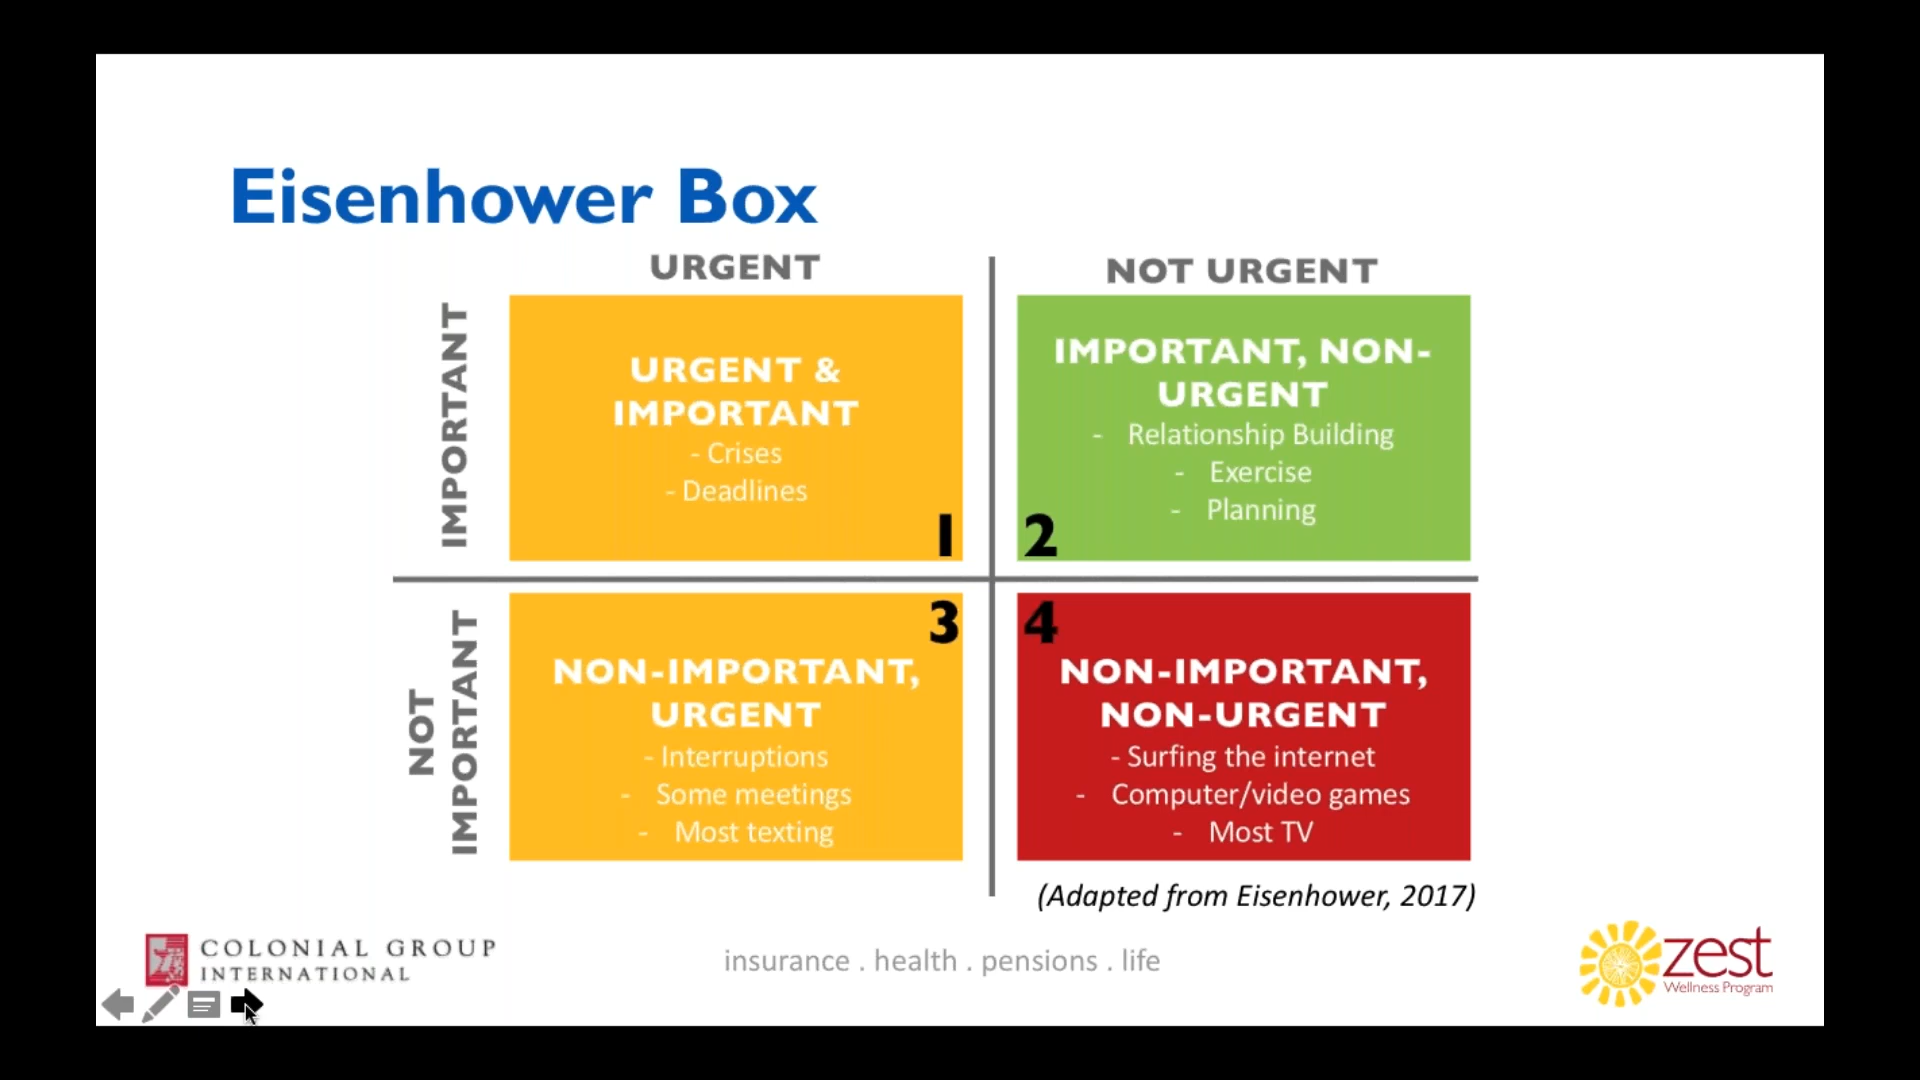 Eisenhower Box
URGENT
NOT URGENT
IMPORTANT
URGENT &
IMPORTANT
- Crises
- Deadlines
1
IMPORTANT, NON-
URGENT
- Relationship Building
- Exercise
- Planning
2
NOT
IMPORTANT
3
NON-IMPORTANT,
URGENT
- Interruptions
- Some meetings
- Most texting
4
NON-IMPORTANT,
NON-URGENT
- Surfing the internet
- Computer/video games
- Most TV
(Adapted from Eisenhower, 2017)
COLONIAL GROUP
INTERNATIONAL
insurance . health . pensions . life
zest
Wellness Program